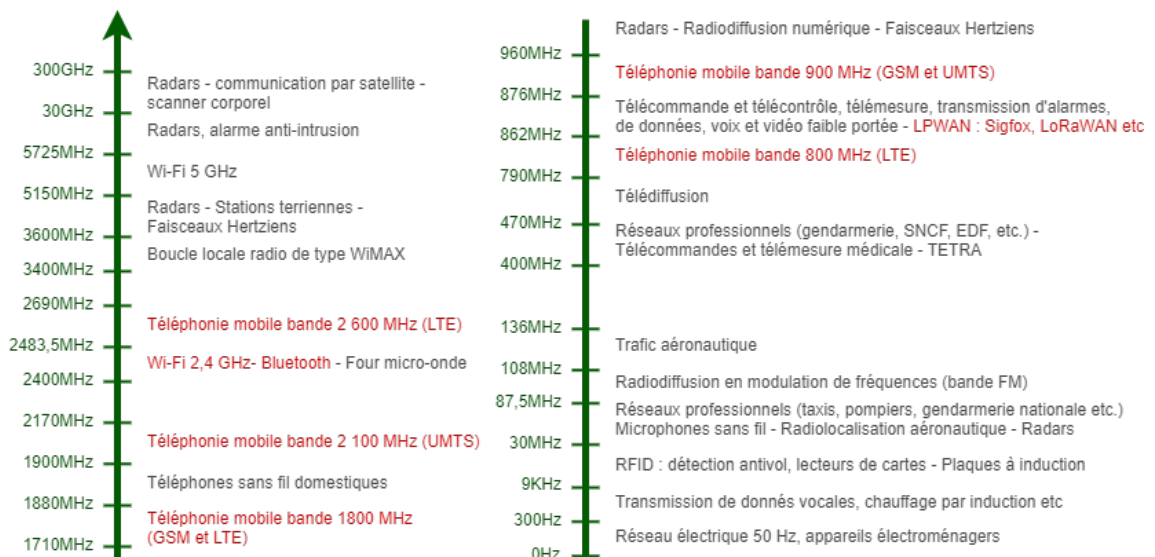 300GHz
Radars - communication par satellite -
scanner corporel
30GHz
Radars, alarme anti-intrusion
5725MHz
Wi-Fi 5 GHz
5150MHz
Radars - Stations terriennes -
Faisceaux Hertziens
3600MHz
Boucle locale radio de type WiMAX
3400MHz
2690MHz
Téléphonie mobile bande 2 600 MHz (LTE)
2483,5MHz
Wi-Fi 2,4 GHz- Bluetooth - Four micro-onde
2400MHz
2170MHz
Téléphonie mobile bande 2 100 MHz (UMTS)
1900MHz
Téléphones sans fil domestiques
1880MHz
Téléphonie mobile bande 1800 MHz
(GSM et LTE)
1710MHz
Radars - Radiodiffusion numérique - Faisceaux Hertziens
960MHz
Téléphonie mobile bande 900 MHz (GSM et UMTS)
876MHz
Télécommande et télécontrôle, télémesure, transmission d'alarmes,
de données, voix et vidéo faible portée - LPWAN : Sigfox, LoRaWAN etc
862MHz
Téléphonie mobile bande 800 MHz (LTE)
790MHz
Télédiffusion
470MHz
Réseaux professionnels (gendarmerie, SNCF, EDF, etc.) -
Télécommandes et télémesure médicale - TETRA
400MHz
136MHz
Trafic aéronautique
108MHz
Radiodiffusion en modulation de fréquences (bande FM)
87,5MHz
Réseaux professionnels (taxis, pompiers, gendarmerie nationale etc.)
Microphones sans fil - Radiolocalisation aéronautique - Radars
30MHz
RFID : détection antivol, lecteurs de cartes - Plaques à induction
9KHz
Transmission de donnés vocales, chauffage par induction etc
300Hz
Réseau électrique 50 Hz, appareils électroménagers
0Hz